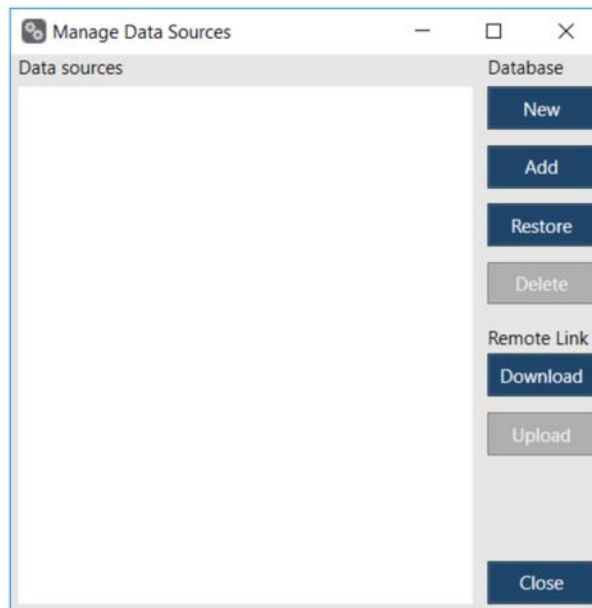 Manage Data Sources
Data sources
Database
New
Add
Restore
Delete
Remote Link
Download
Upload
Close